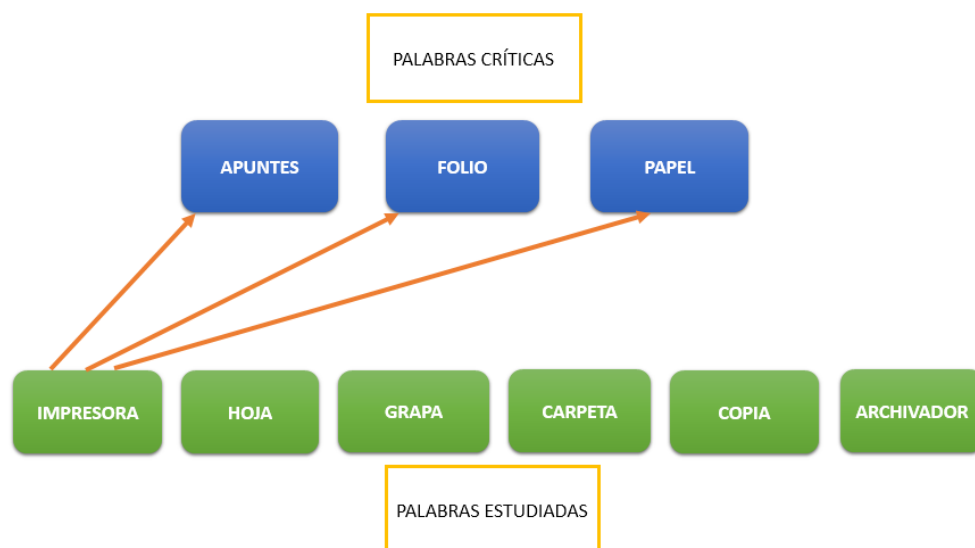 PALABRAS CRÍTICAS
APUNTES
FOLIO
PAPEL
IMPRESORA
HOJA
GRAPA
CARPETA
COPIA
ARCHIVADOR
PALABRAS ESTUDIADAS